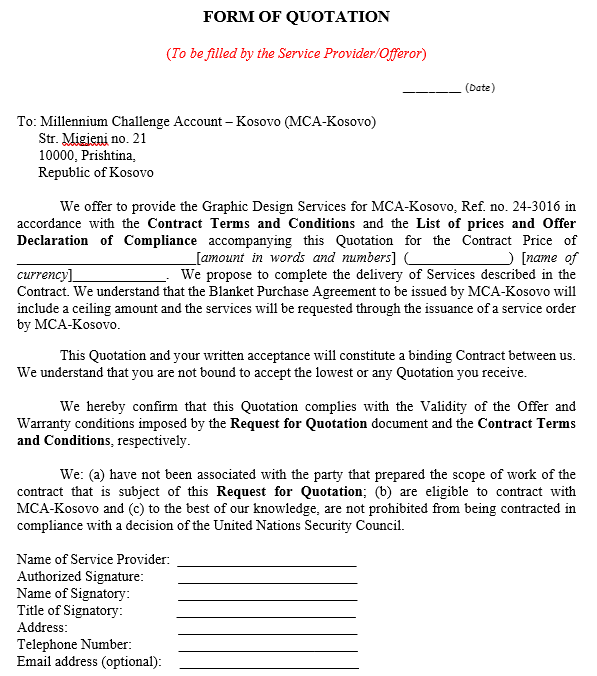 FORM OF QUOTATION
(To be filled by the Service Provider/Offeror)
__________ (Date)
To: Millennium Challenge Account – Kosovo (MCA-Kosovo)
Str. Migjeni no. 21
10000, Prishtina,
Republic of Kosovo
We offer to provide the Graphic Design Services for MCA-Kosovo, Ref. no. 24-3016 in
accordance with the Contract Terms and Conditions and the List of prices and Offer
Declaration of Compliance accompanying this Quotation for the Contract Price of
__________________________[amount in words and numbers] (______________) [name of
currency]_____________. We propose to complete the delivery of Services described in the
Contract. We understand that the Blanket Purchase Agreement to be issued by MCA-Kosovo will
include a ceiling amount and the services will be requested through the issuance of a service order
by MCA-Kosovo.
This Quotation and your written acceptance will constitute a binding Contract between us.
We understand that you are not bound to accept the lowest or any Quotation you receive.
We hereby confirm that this Quotation complies with the Validity of the Offer and
Warranty conditions imposed by the Request for Quotation document and the Contract Terms
and Conditions, respectively.
We: (a) have not been associated with the party that prepared the scope of work of the
contract that is subject of this Request for Quotation; (b) are eligible to contract with
MCA-Kosovo and (c) to the best of our knowledge, are not prohibited from being contracted in
compliance with a decision of the United Nations Security Council.
Name of Service Provider: __________________________
Authorized Signature: __________________________
Name of Signatory: __________________________
Title of Signatory: __________________________
Address: __________________________
Telephone Number: __________________________
Email address (optional): __________________________